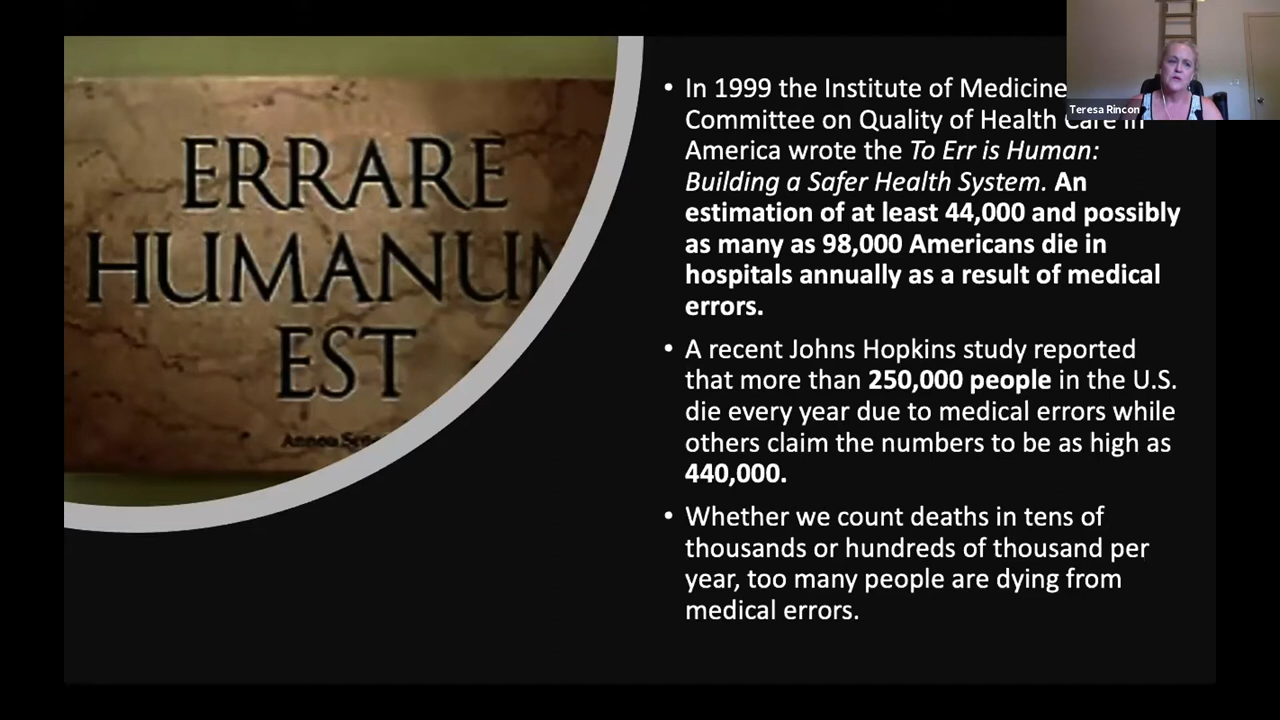 ERRARE
HUMANUM
EST
• In 1999 the Institute of Medicine
Committee on Quality of Health Care in
America wrote the To Err is Human:
Building a Safer Health System. An
estimation of at least 44,000 and possibly
as many as 98,000 Americans die in
hospitals annually as a result of medical
errors.
• A recent Johns Hopkins study reported
that more than 250,000 people in the U.S.
die every year due to medical errors while
others claim the numbers to be as high as
440,000.
• Whether we count deaths in tens of
thousands or hundreds of thousand per
year, too many people are dying from
medical errors.
Teresa Rincon